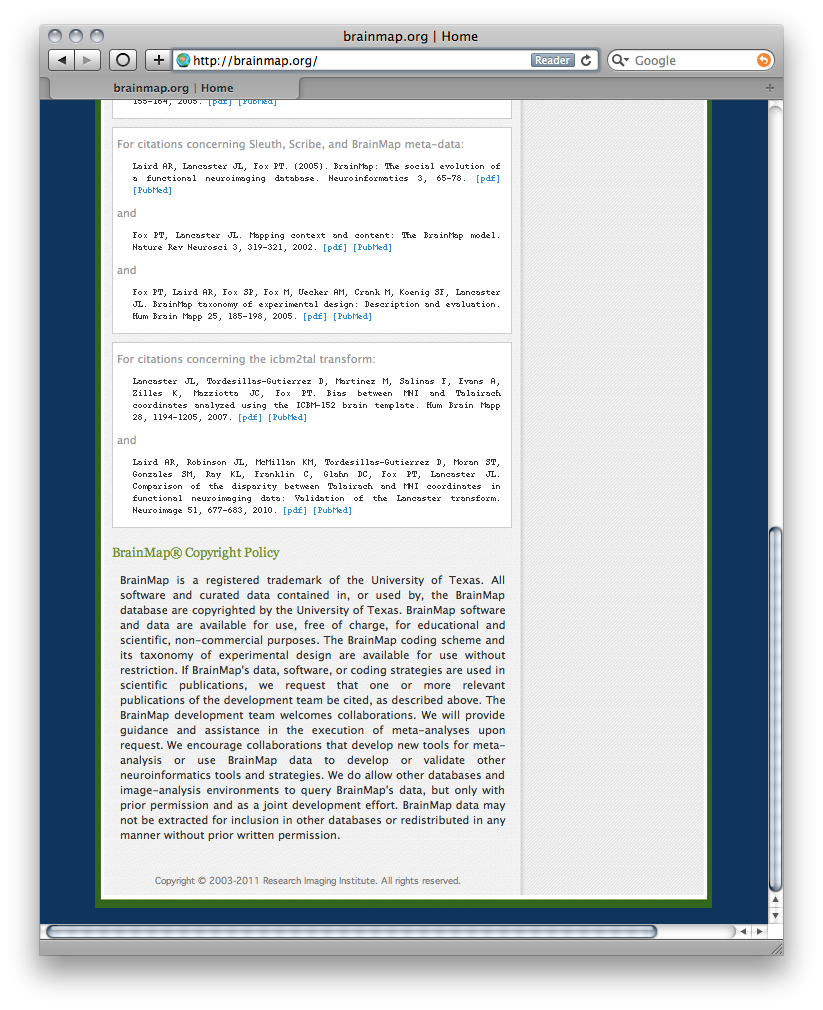 brainmap.org | Home
http://brainmap.org/
Reader
Google
brainmap.org | Home
155-164, 2005. [pdf] [PubMed]
For citations concerning Sleuth, Scribe, and BrainMap meta-data:
Laird AR, Lancaster JL, Fox PT. (2005). BrainMap: The social evolution of
a functional neuroimaging database. Neuroinformatics 3, 65-78. [pdf]
[PubMed]
and
Fox PT, Lancaster JL. Mapping context and content: The BrainMap model.
Nature Rev Neurosci 3, 319-321, 2002. [pdf] [PubMed]
and
Fox PT, Laird AR, Fox SP, Fox M, Uecker AM, Crank M, Koenig SF, Lancaster
JL. BrainMap taxonomy of experimental design: Description and evaluation.
Hum Brain Mapp 25, 185-198, 2005. [pdf] [PubMed]
For citations concerning the icbm2tal transform:
Lancaster JL, Tordesillas-Gutierrez D, Martinez M, Salinas F, Evans A,
Zilles K, Mazziotta JC, Fox PT. Bias between MNI and Talairach
coordinates analyzed using the ICBM-152 brain template. Hum Brain Mapp
28, 1194-1205, 2007. [pdf] [PubMed]
and
Laird AR, Robinson JL, McMillan KM, Tordesillas-Gutierrez D, Moran ST,
Gonzales SM, Ray KL, Franklin C, Glahn DC, Fox PT, Lancaster JL.
Comparison of the disparity between Talairach and MNI coordinates in
functional neuroimaging data: Validation of the Lancaster transform.
Neuroimage 51, 677-683, 2010. [pdf] [PubMed]
BrainMap® Copyright Policy
BrainMap is a registered trademark of the University of Texas. All
software and curated data contained in, or used by, the BrainMap
database are copyrighted by the University of Texas. BrainMap software
and data are available for use, free of charge, for educational and
scientific, non-commercial purposes. The BrainMap coding scheme and
its taxonomy of experimental design are available for use without
restriction. If BrainMap's data, software, or coding strategies are used in
scientific publications, we request that one or more relevant
publications of the development team be cited, as described above. The
BrainMap development team welcomes collaborations. We will provide
guidance and assistance in the execution of meta-analyses upon
request. We encourage collaborations that develop new tools for meta-
analysis or use BrainMap data to develop or validate other
neuroinformatics tools and strategies. We do allow other databases and
image-analysis environments to query BrainMap's data, but only with
prior permission and as a joint development effort. BrainMap data may
not be extracted for inclusion in other databases or redistributed in any
manner without prior written permission.
Copyright © 2003-2011 Research Imaging Institute. All rights reserved.